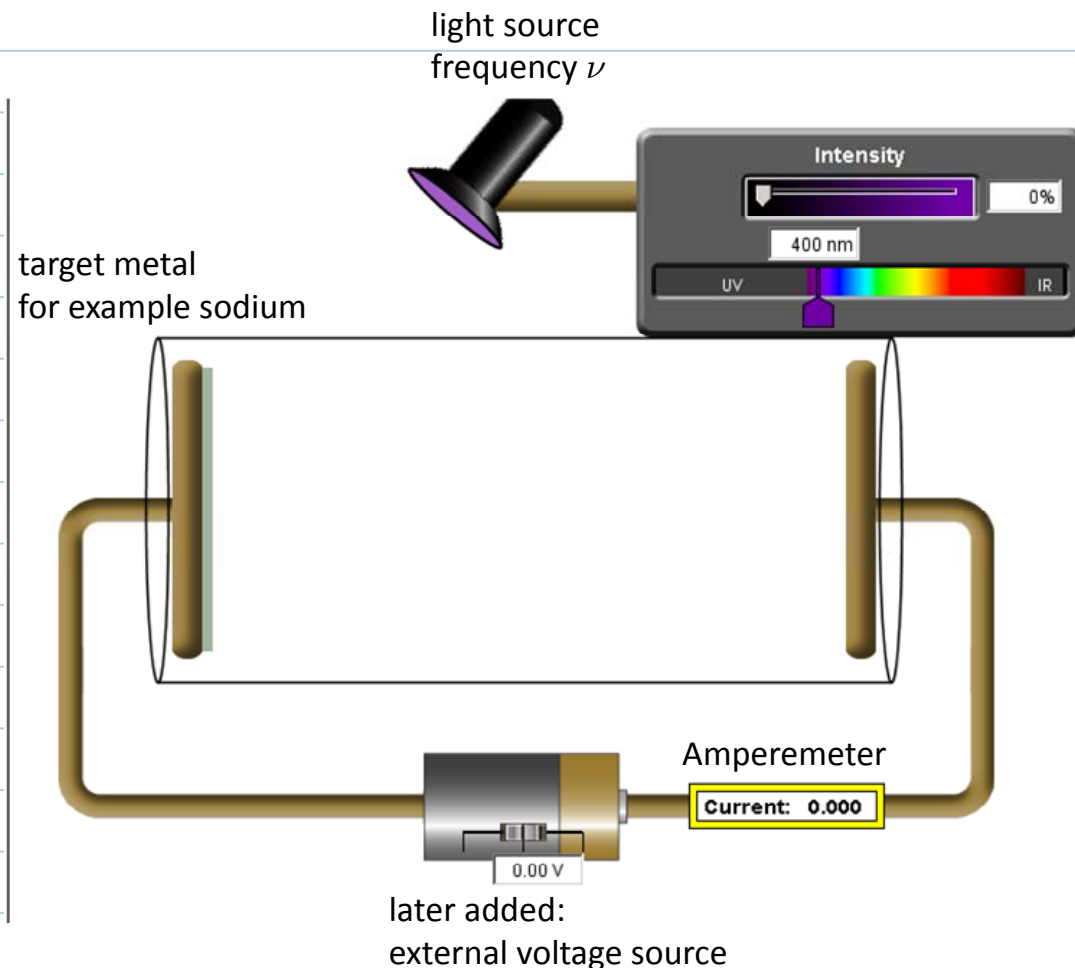 light source
frequency ν
Intensity
0%
400 nm
UV
IR
target metal
for example sodium
Amperemeter
Current: 0.000
0.00 V
later added:
external voltage source